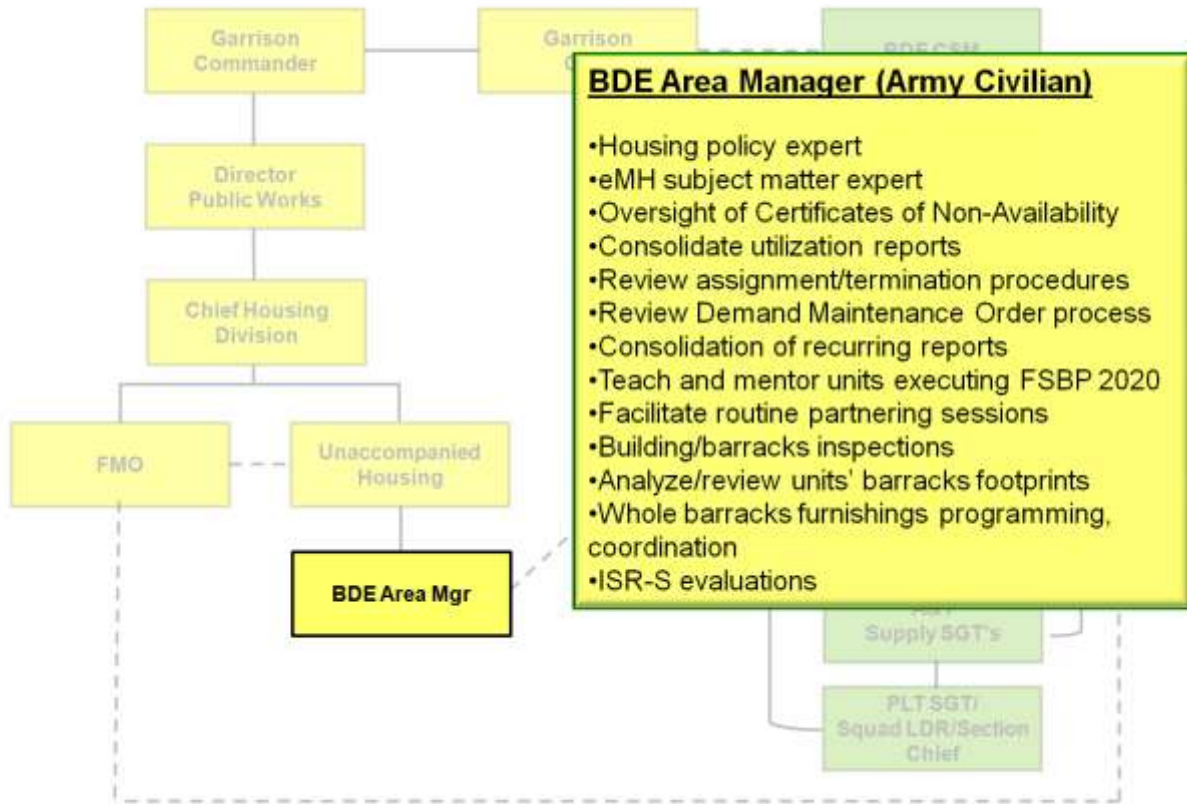 Garrison
Commander
Garrison
BDE CSM
BDE Area Manager (Army Civilian)
•Housing policy expert
•eMH subject matter expert
•Oversight of Certificates of Non-Availability
•Consolidate utilization reports
•Review assignment/termination procedures
•Review Demand Maintenance Order process
•Consolidation of recurring reports
•Teach and mentor units executing FSBP 2020
•Facilitate routine partnering sessions
•Building/barracks inspections
•Analyze/review units' barracks footprints
•Whole barracks furnishings programming,
coordination
•ISR-S evaluations
Director
Public Works
Chief Housing
Division
FMO
Unaccompanied
Housing
BDE Area Mgr
Supply SGT's
PLT SGT/
Squad LDR/Section
Chief